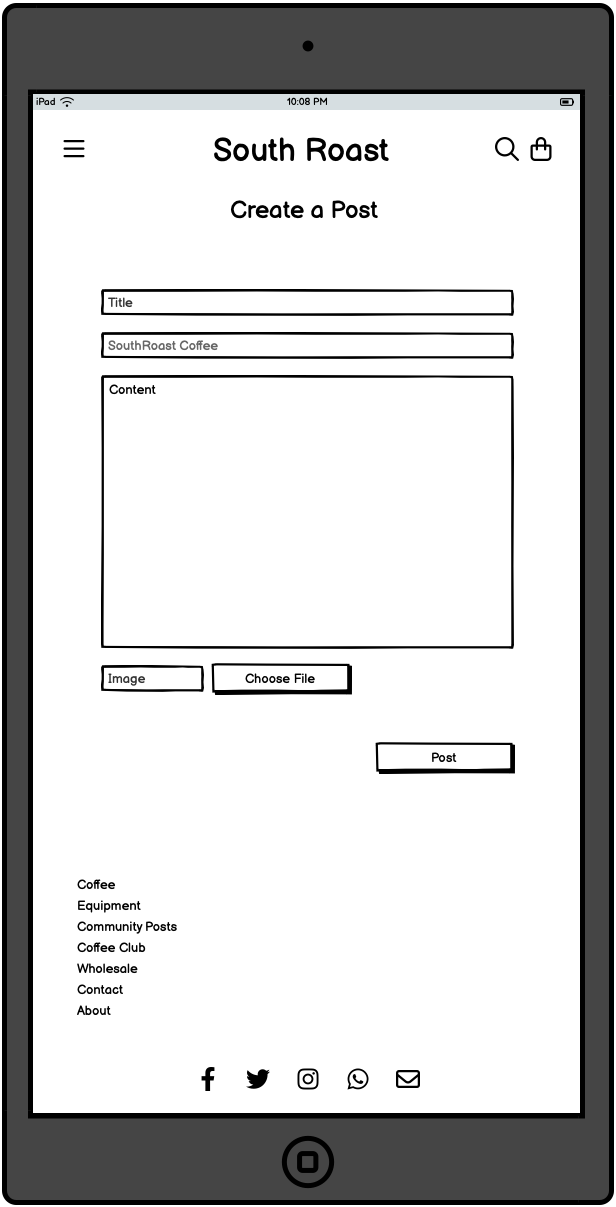 iPad 10:08 PM
South Roast
Create a Post
Title
SouthRoast Coffee
Content
Image Choose File
Post
Coffee
Equipment
Community Posts
Coffee Club
Wholesale
Contact
About